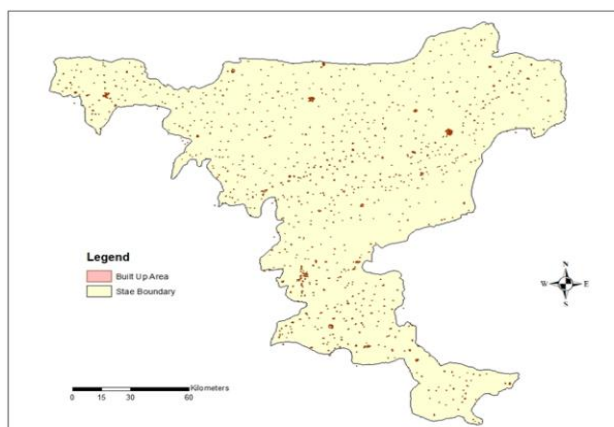 N
W E
S
Legend
Built Up Area
Stae Boundary
Kilometers
0 15 30 60